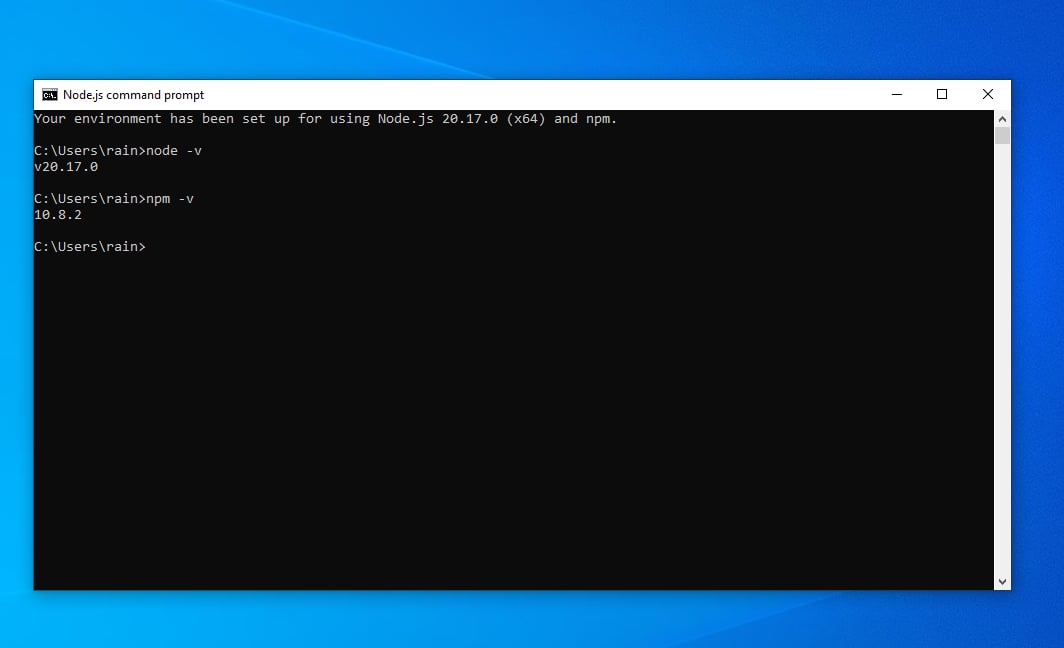 Node.js command prompt
Your environment has been set up for using Node.js 20.17.0 (x64) and npm.
C:\Users\rain>node -v
v20.17.0
C:\Users\rain>npm -v
10.8.2
C:\Users\rain>